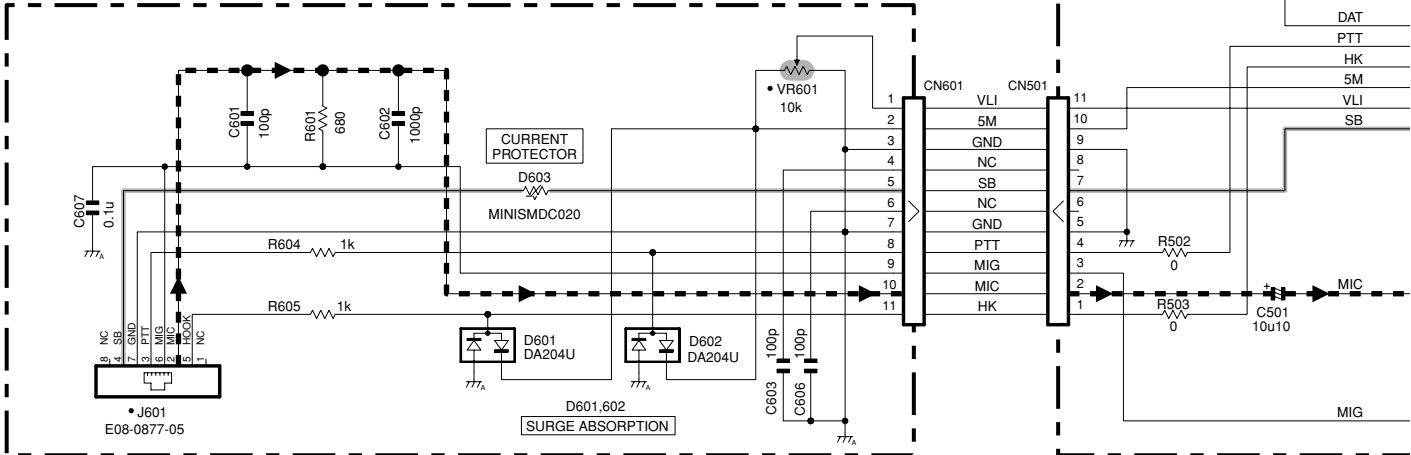 DAT
PTT
HK
5M
VLI
SB
CN601
CN501
VR601
10k
C601
100p
R601
680
C602
1000p
CURRENT
PROTECTOR
D603
MINISMDC020
C607
0.1u
A
R604 1k
R605 1k
1 VLI 11
2 5M 10
3 GND 9
4 NC 8
5 SB 7
6 NC 6
7 GND 5
8 PTT 4
9 MIG 3
10 MIC 2
11 HK 1
R502
0
R503
0
+
C501
10u10
MIC
MIG
8 NC
4 SB
7 GND
3 PTT
6 MIG
2 MIC
5 HOOK
1 NC
J601
E08-0877-05
D601
DA204U
A
D602
DA204U
A
D601,602
SURGE ABSORPTION
C603
100p
C606
100p
A